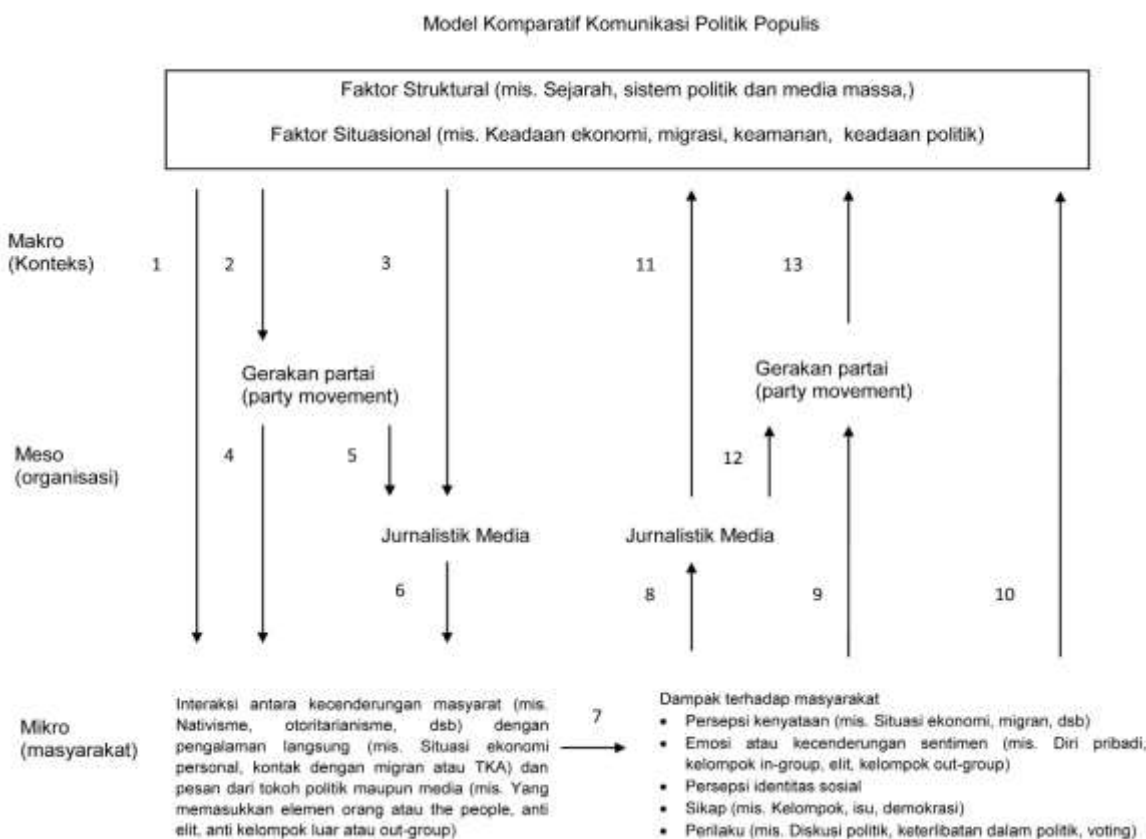 Model Komparatif Komunikasi Politik Populis
Faktor Struktural (mis. Sejarah, sistem politik dan media massa,)
Faktor Situasional (mis. Keadaan ekonomi, migrasi, keamanan, keadaan politik)
Makro
(Konteks)
1
2
3
11
13
Gerakan partai
(party movement)
Gerakan partai
(party movement)
Meso
(organisasi)
4
5
12
Jurnalistik Media
Jurnalistik Media
6
8
9
10
Mikro
(masyarakat)
Interaksi antara kecenderungan masyarat (mis.
Nativisme, otoritarianisme, dsb) dengan
pengalaman langsung (mis. Situasi ekonomi
personal, kontak dengan migran atau TKA) dan
pesan dari tokoh politik maupun media (mis. Yang
memasukkan elemen orang atau the people, anti
elit, anti kelompok luar atau out-group)
7
Dampak terhadap masyarakat
• Persepsi kenyataan (mis. Situasi ekonomi, migran, dsb)
• Emosi atau kecenderungan sentimen (mis. Diri pribadi,
kelompok in-group, elit, kelompok out-group)
• Persepsi identitas sosial
• Sikap (mis. Kelompok, isu, demokrasi)
• Perilaku (mis. Diskusi politik, keterlibatan dalam politik, voting)